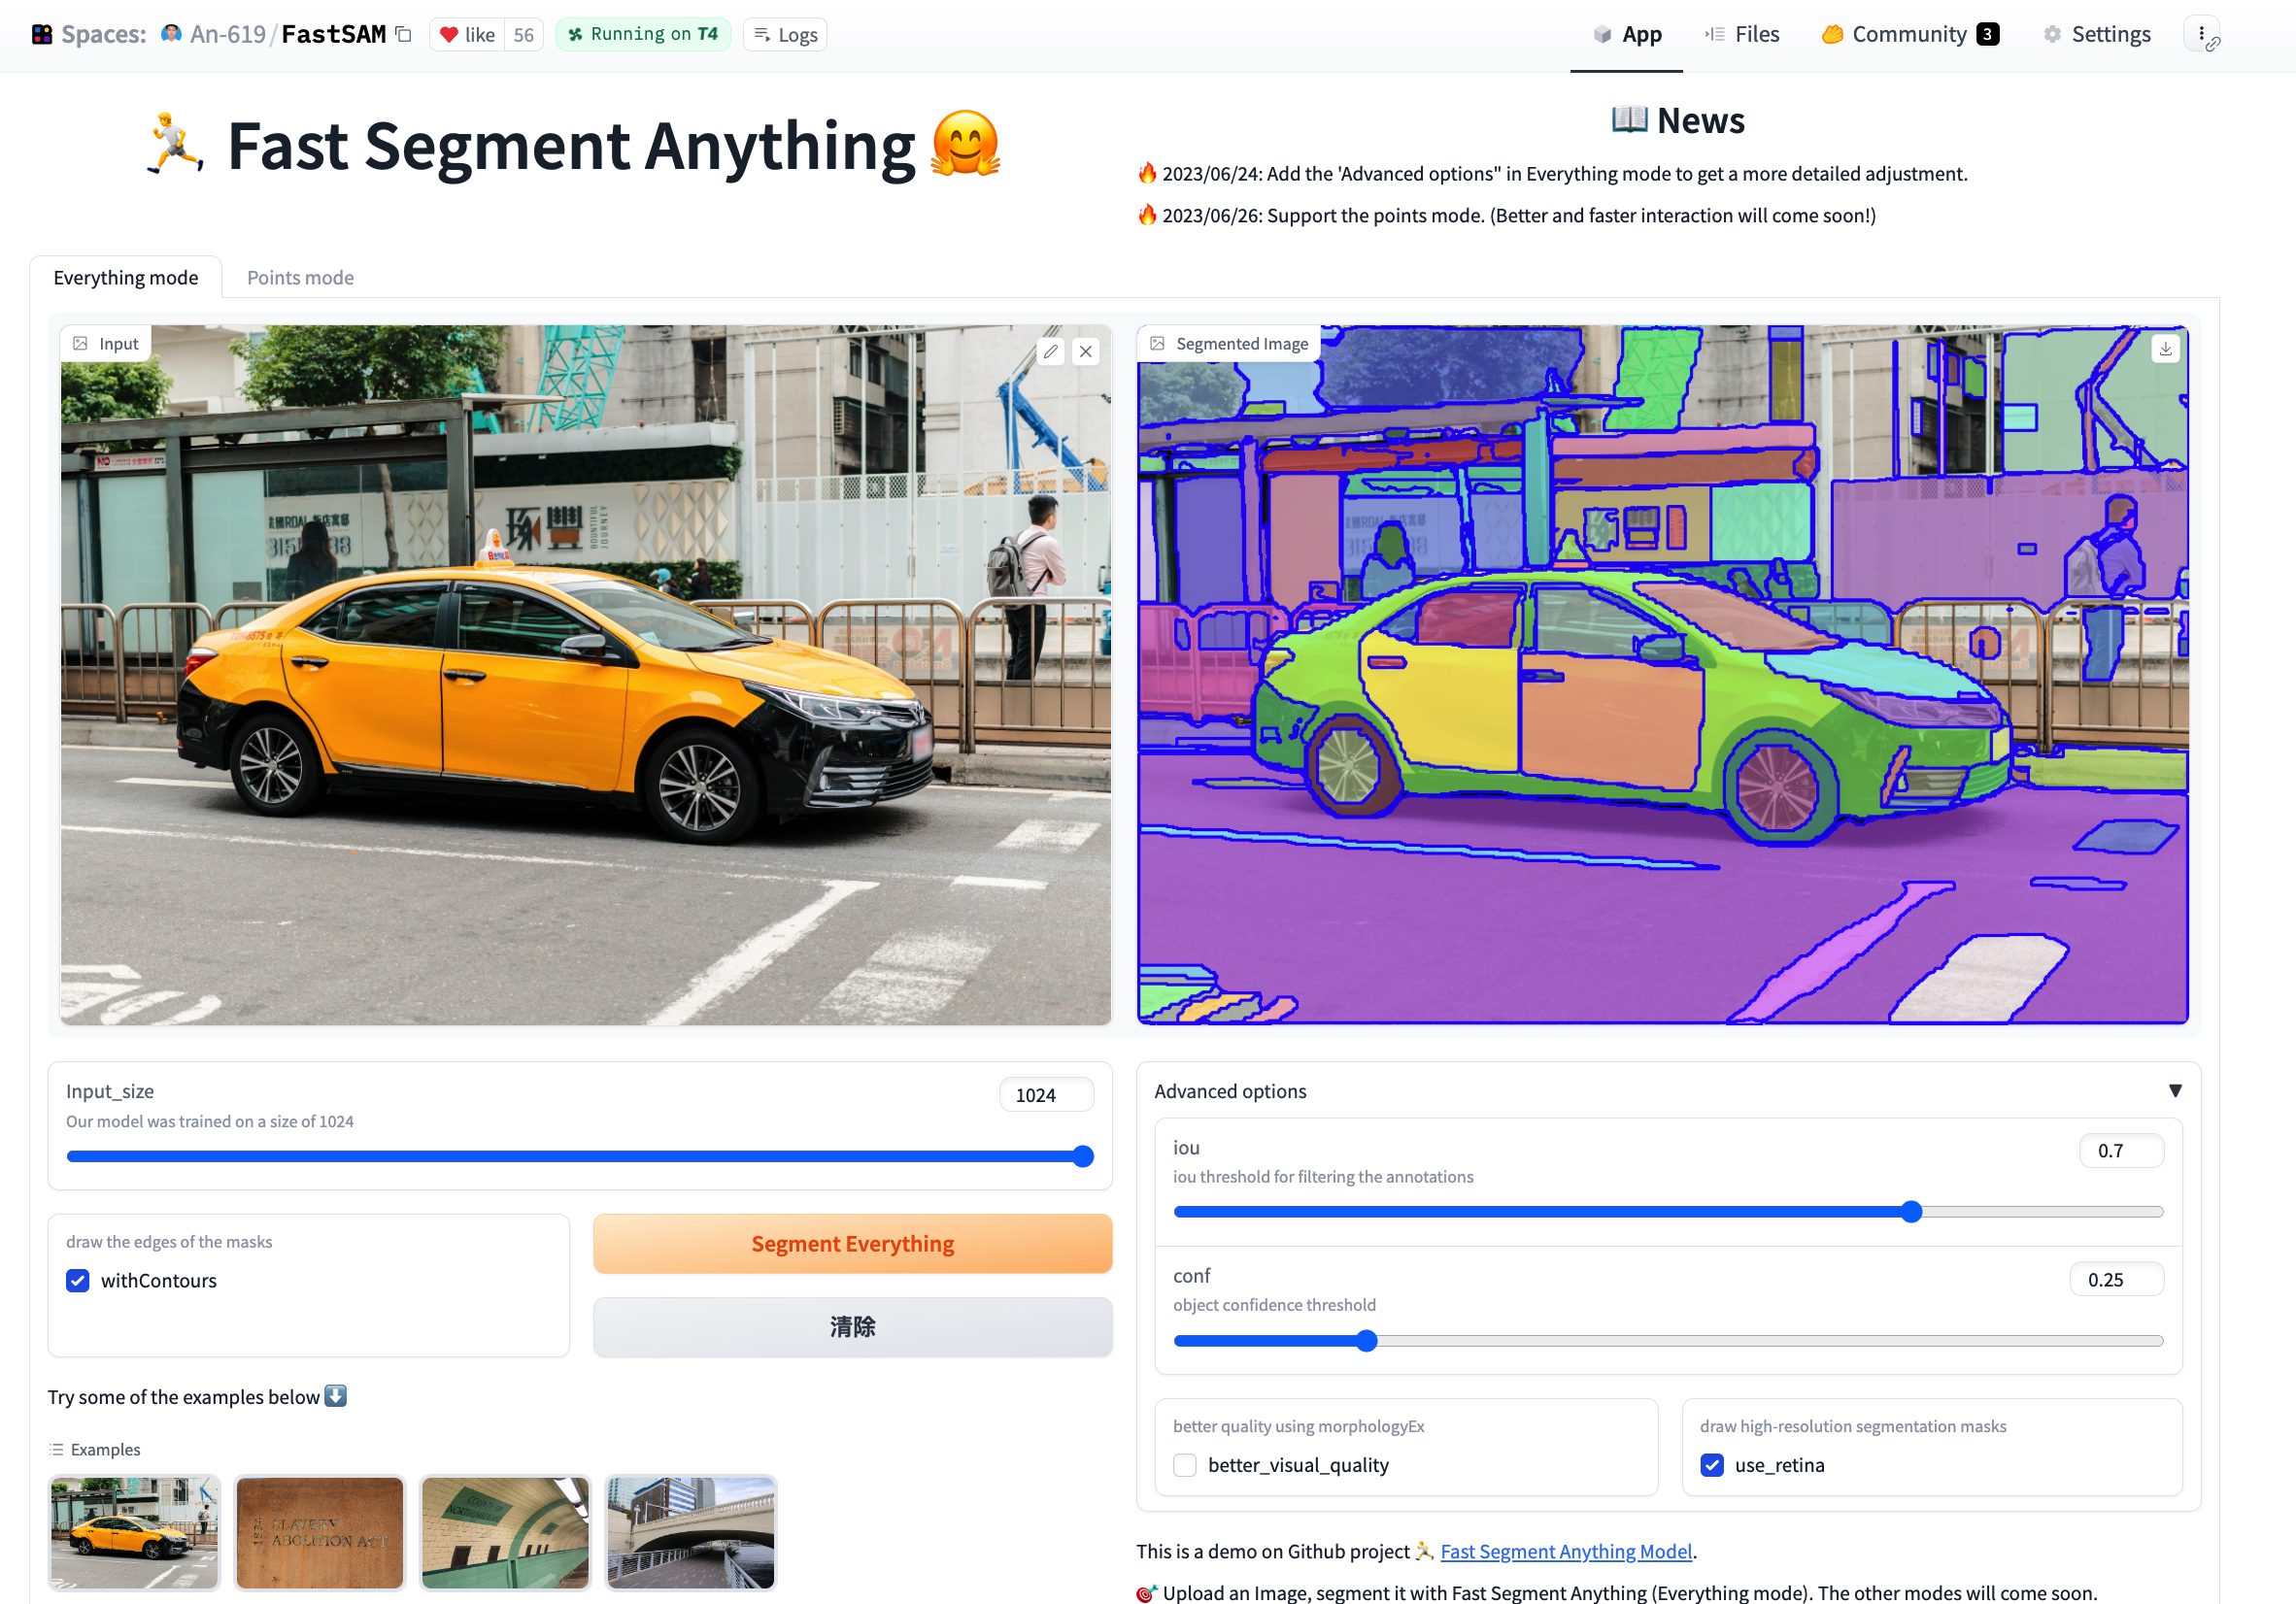 Spaces: An-619/FastSAM like 56 Running on T4 Logs App Files Community 3 Settings
Fast Segment Anything
News
2023/06/24: Add the 'Advanced options" in Everything mode to get a more detailed adjustment.
2023/06/26: Support the points mode. (Better and faster interaction will come soon!)
Everything mode Points mode
Input
Segmented Image
NO
BOUNTIFUL JOURNEY
Input_size 1024
Our model was trained on a size of 1024
draw the edges of the masks
withContours
Segment Everything
清除
Try some of the examples below
Examples
SLAVERY
ABOLITION ACT
Advanced options
iou 0.7
iou threshold for filtering the annotations
conf 0.25
object confidence threshold
better quality using morphologyEx
better_visual_quality
draw high-resolution segmentation masks
use_retina
This is a demo on Github project Fast Segment Anything Model.
Upload an Image, segment it with Fast Segment Anything (Everything mode). The other modes will come soon.